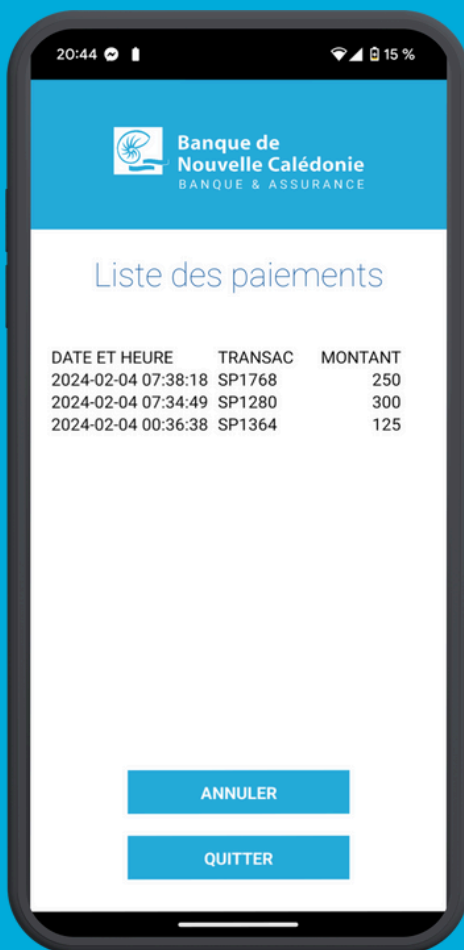 20:44 15 %
Banque de
Nouvelle Calédonie
BANQUE & ASSURANCE
Liste des paiements
DATE ET HEURE TRANSAC MONTANT
2024-02-04 07:38:18 SP1768 250
2024-02-04 07:34:49 SP1280 300
2024-02-04 00:36:38 SP1364 125
ANNULER
QUITTER